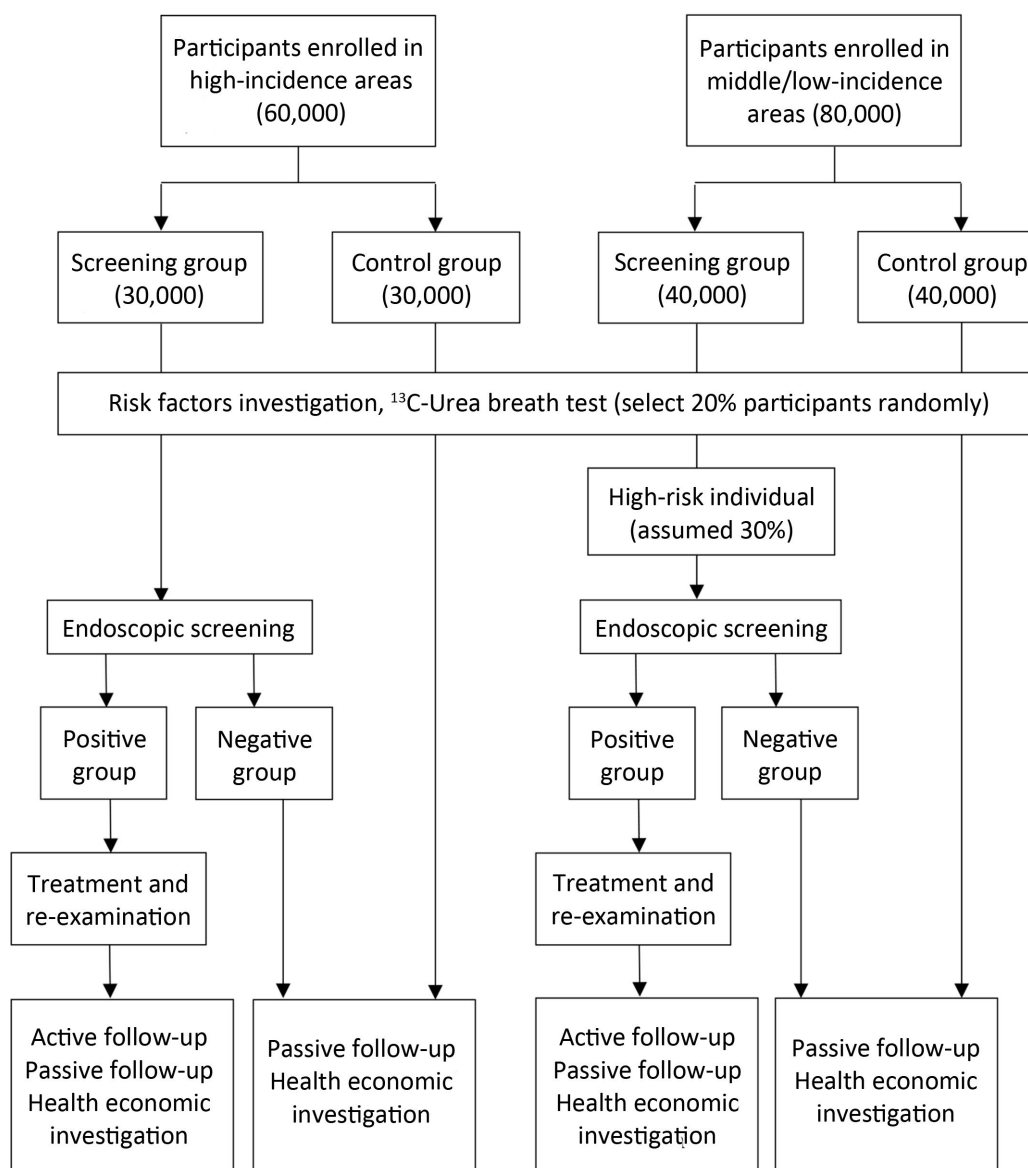 Participants enrolled in
high-incidence areas
(60,000)
Participants enrolled in
middle/low-incidence
areas (80,000)
Screening group
(30,000)
Control group
(30,000)
Screening group
(40,000)
Control group
(40,000)
Risk factors investigation, ¹³C-Urea breath test (select 20% participants randomly)
High-risk individual
(assumed 30%)
Endoscopic screening
Endoscopic screening
Positive
group
Negative
group
Positive
group
Negative
group
Treatment and
re-examination
Treatment and
re-examination
Active follow-up
Passive follow-up
Health economic
investigation
Passive follow-up
Health economic
investigation
Active follow-up
Passive follow-up
Health economic
investigation
Passive follow-up
Health economic
investigation